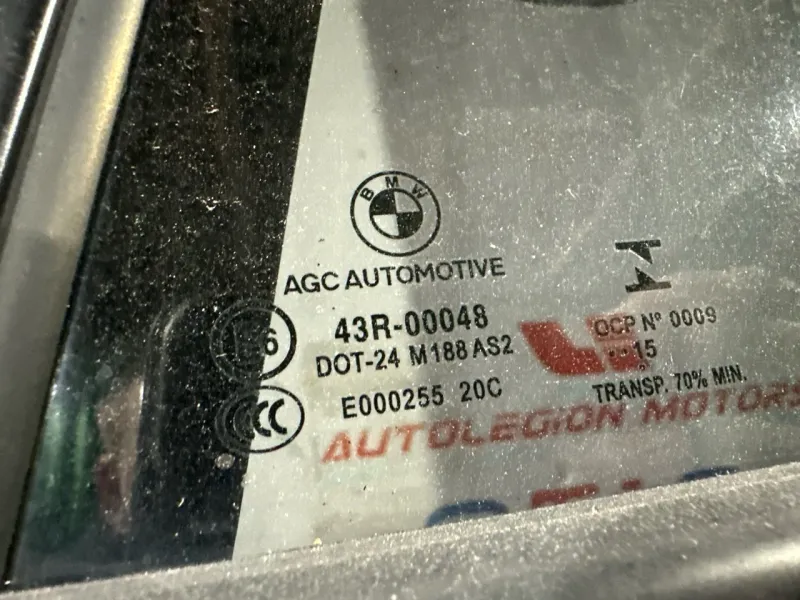 BMW
AGC AUTOMOTIVE
43R-00048
DOT-24 M188 AS2
E000255 20C
CCC
OCP Nº 0009
15
TRANSP. 70% MIN.
AUTOLEGION MOTORS